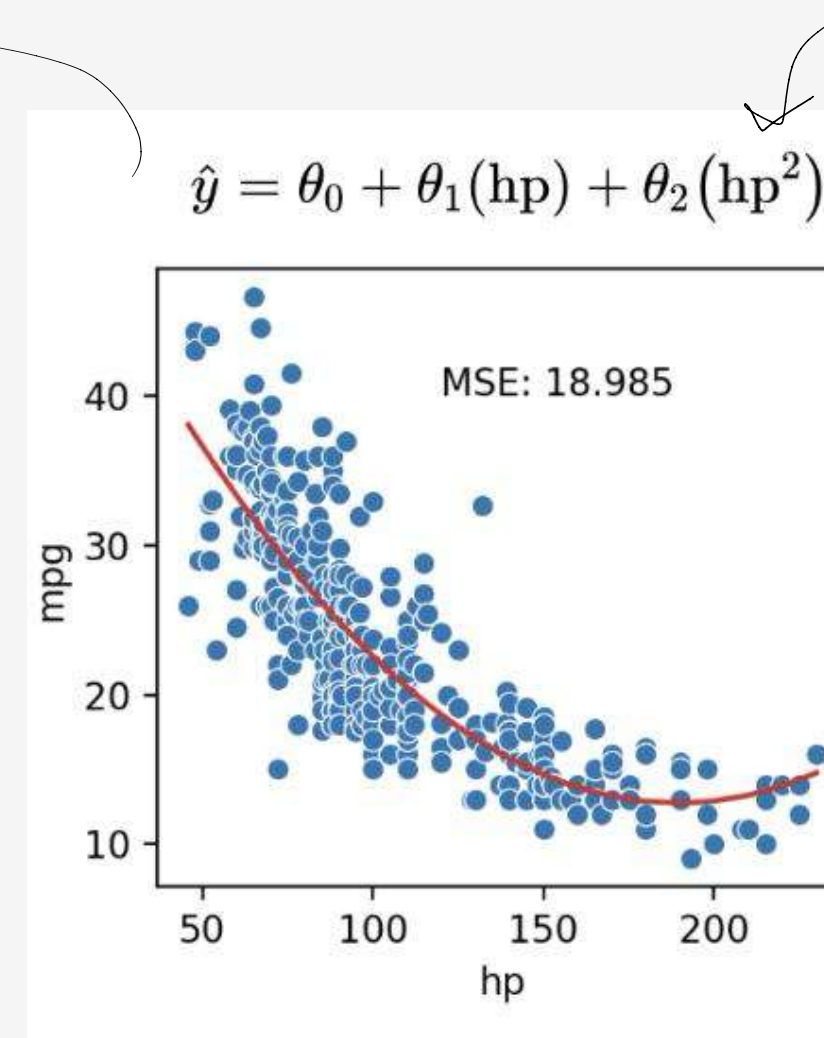 ŷ = θ₀ + θ₁(hp) + θ₂(hp²)
MSE: 18.985
40
30
20
10
mpg
50 100 150 200
hp